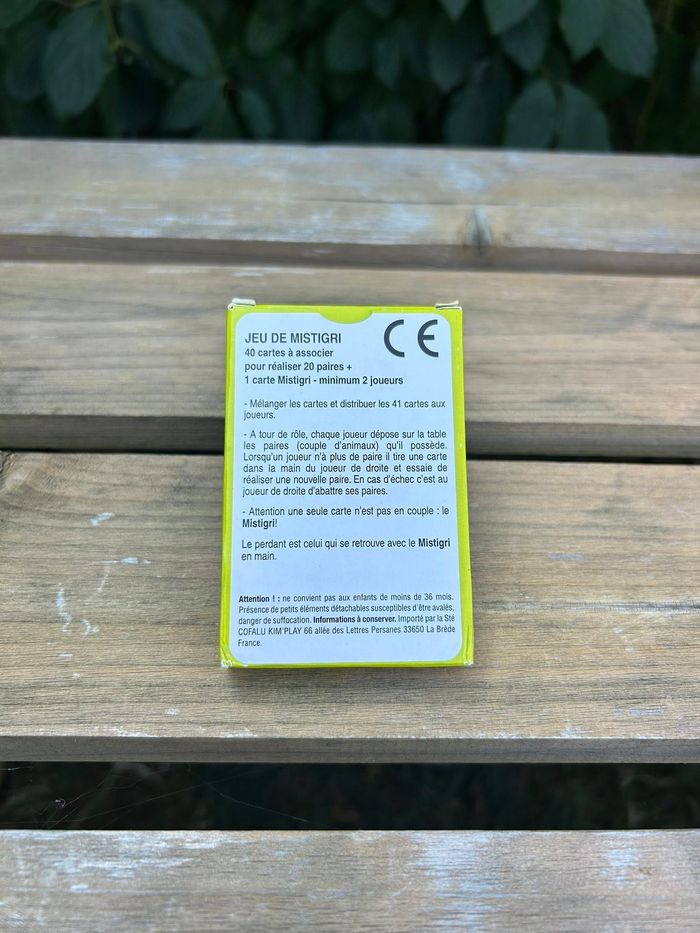 JEU DE MISTIGRI
CE
40 cartes à associer
pour réaliser 20 paires +
1 carte Mistigri - minimum 2 joueurs
- Mélanger les cartes et distribuer les 41 cartes aux
joueurs.
- A tour de rôle, chaque joueur dépose sur la table
les paires (couple d'animaux) qu'il possède.
Lorsqu'un joueur n'à plus de paire il tire une carte
dans la main du joueur de droite et essaie de
réaliser une nouvelle paire. En cas d'échec c'est au
joueur de droite d'abattre ses paires.
- Attention une seule carte n'est pas en couple : le
Mistigri!
Le perdant est celui qui se retrouve avec le Mistigri
en main.
Attention ! : ne convient pas aux enfants de moins de 36 mois.
Présence de petits éléments détachables susceptibles d'être avalés,
danger de suffocation. Informations à conserver. Importé par la Sté
COFALU KIM'PLAY 66 allée des Lettres Persanes 33650 La Brède
France.